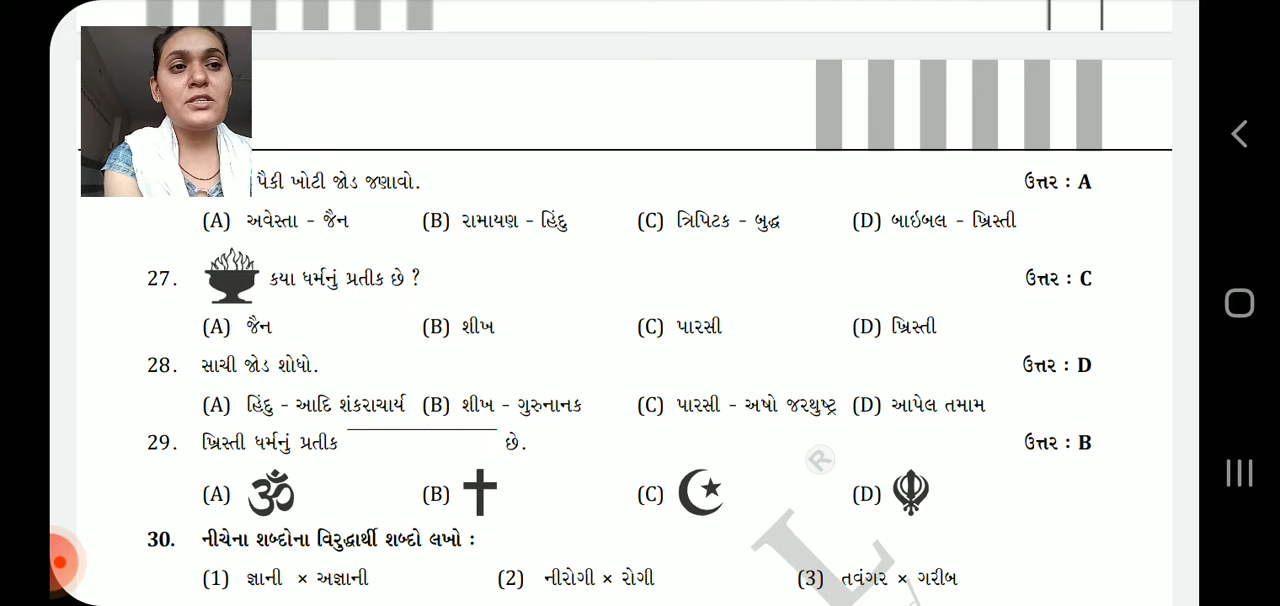 પૈકી ખોટી જોડ જણાવો. ઉત્તર : A
(A) અવેસ્તા - જૈન (B) રામાયણ - હિંદુ (C) ત્રિપિટક - બુદ્ધ (D) બાઇબલ - ખ્રિસ્તી
27. કયા ધર્મનું પ્રતીક છે ? ઉત્તર : C
(A) જૈન (B) શીખ (C) પારસી (D) ખ્રિસ્તી
28. સાચી જોડ શોધો. ઉત્તર : D
(A) હિંદુ - આદિ શંકરાચાર્ય (B) શીખ - ગુરુનાનક (C) પારસી - અષો જરથુષ્ટ્ર (D) આપેલ તમામ
29. ખ્રિસ્તી ધર્મનું પ્રતીક __________ છે. ઉત્તર : B
(A) ૐ (B) (C) (D)
30. નીચેના શબ્દોના વિરુદ્ધાર્થી શબ્દો લખો :
(1) જ્ઞાની × અજ્ઞાની (2) નીરોગી × રોગી (3) તવંગર × ગરીબ